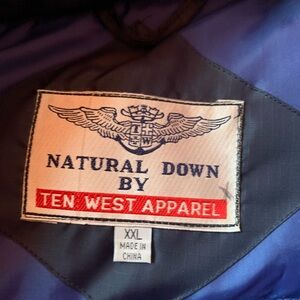 NATURAL DOWN
BY
TEN WEST APPAREL
XXL
MADE IN
CHINA